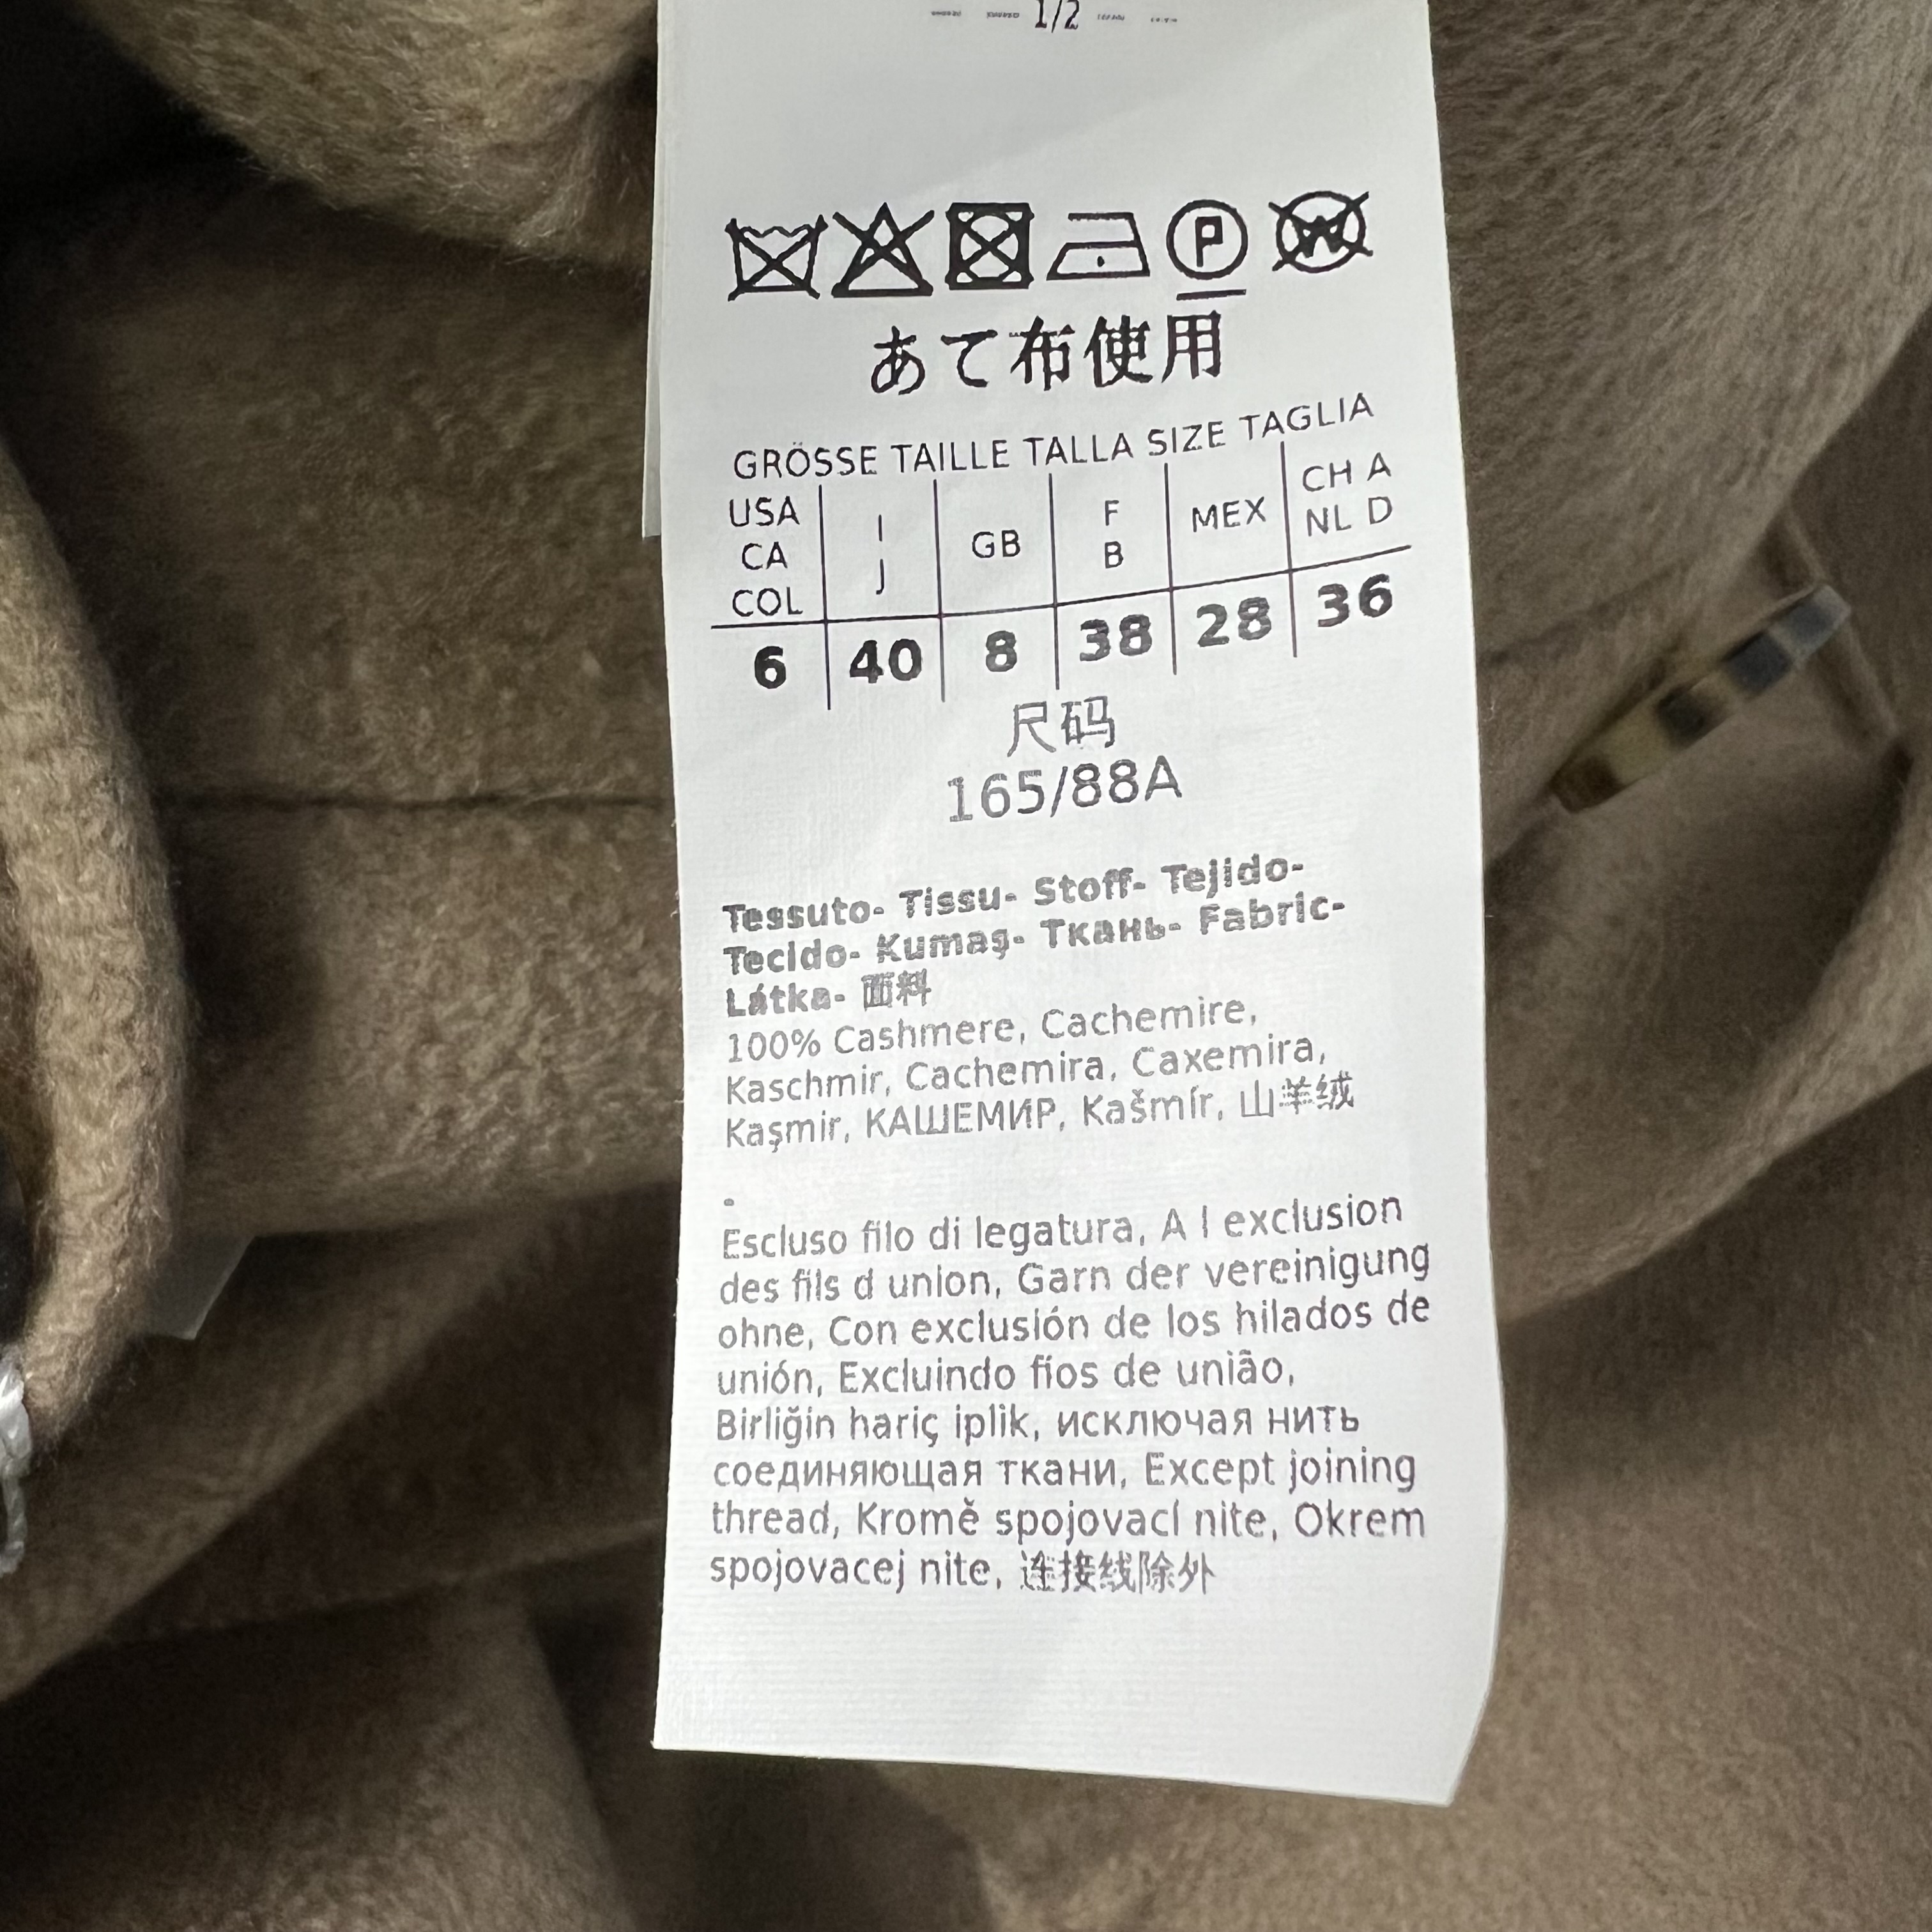 1/2
P
W
あて布使用
GRÖSSE TAILLE TALLA SIZE TAGLIA
USA CA COL | I J | GB | F B | MEX | CH A NL D
6 | 40 | 8 | 38 | 28 | 36
尺码
165/88A
Tessuto- Tissu- Stoff- Tejido-
Tecido- Kumaş- Ткань- Fabric-
Látka- 面料
100% Cashmere, Cachemire,
Kaschmir, Cachemira, Caxemira,
Kaşmir, КАШЕМИР, Kašmír, 山羊绒
.
Escluso filo di legatura, A l exclusion
des fils d union, Garn der vereinigung
ohne, Con exclusión de los hilados de
unión, Excluindo fios de união,
Birliğin hariç iplik, исключая нить
соединяющая ткани, Except joining
thread, Kromě spojovací nite, Okrem
spojovacej nite, 连接线除外